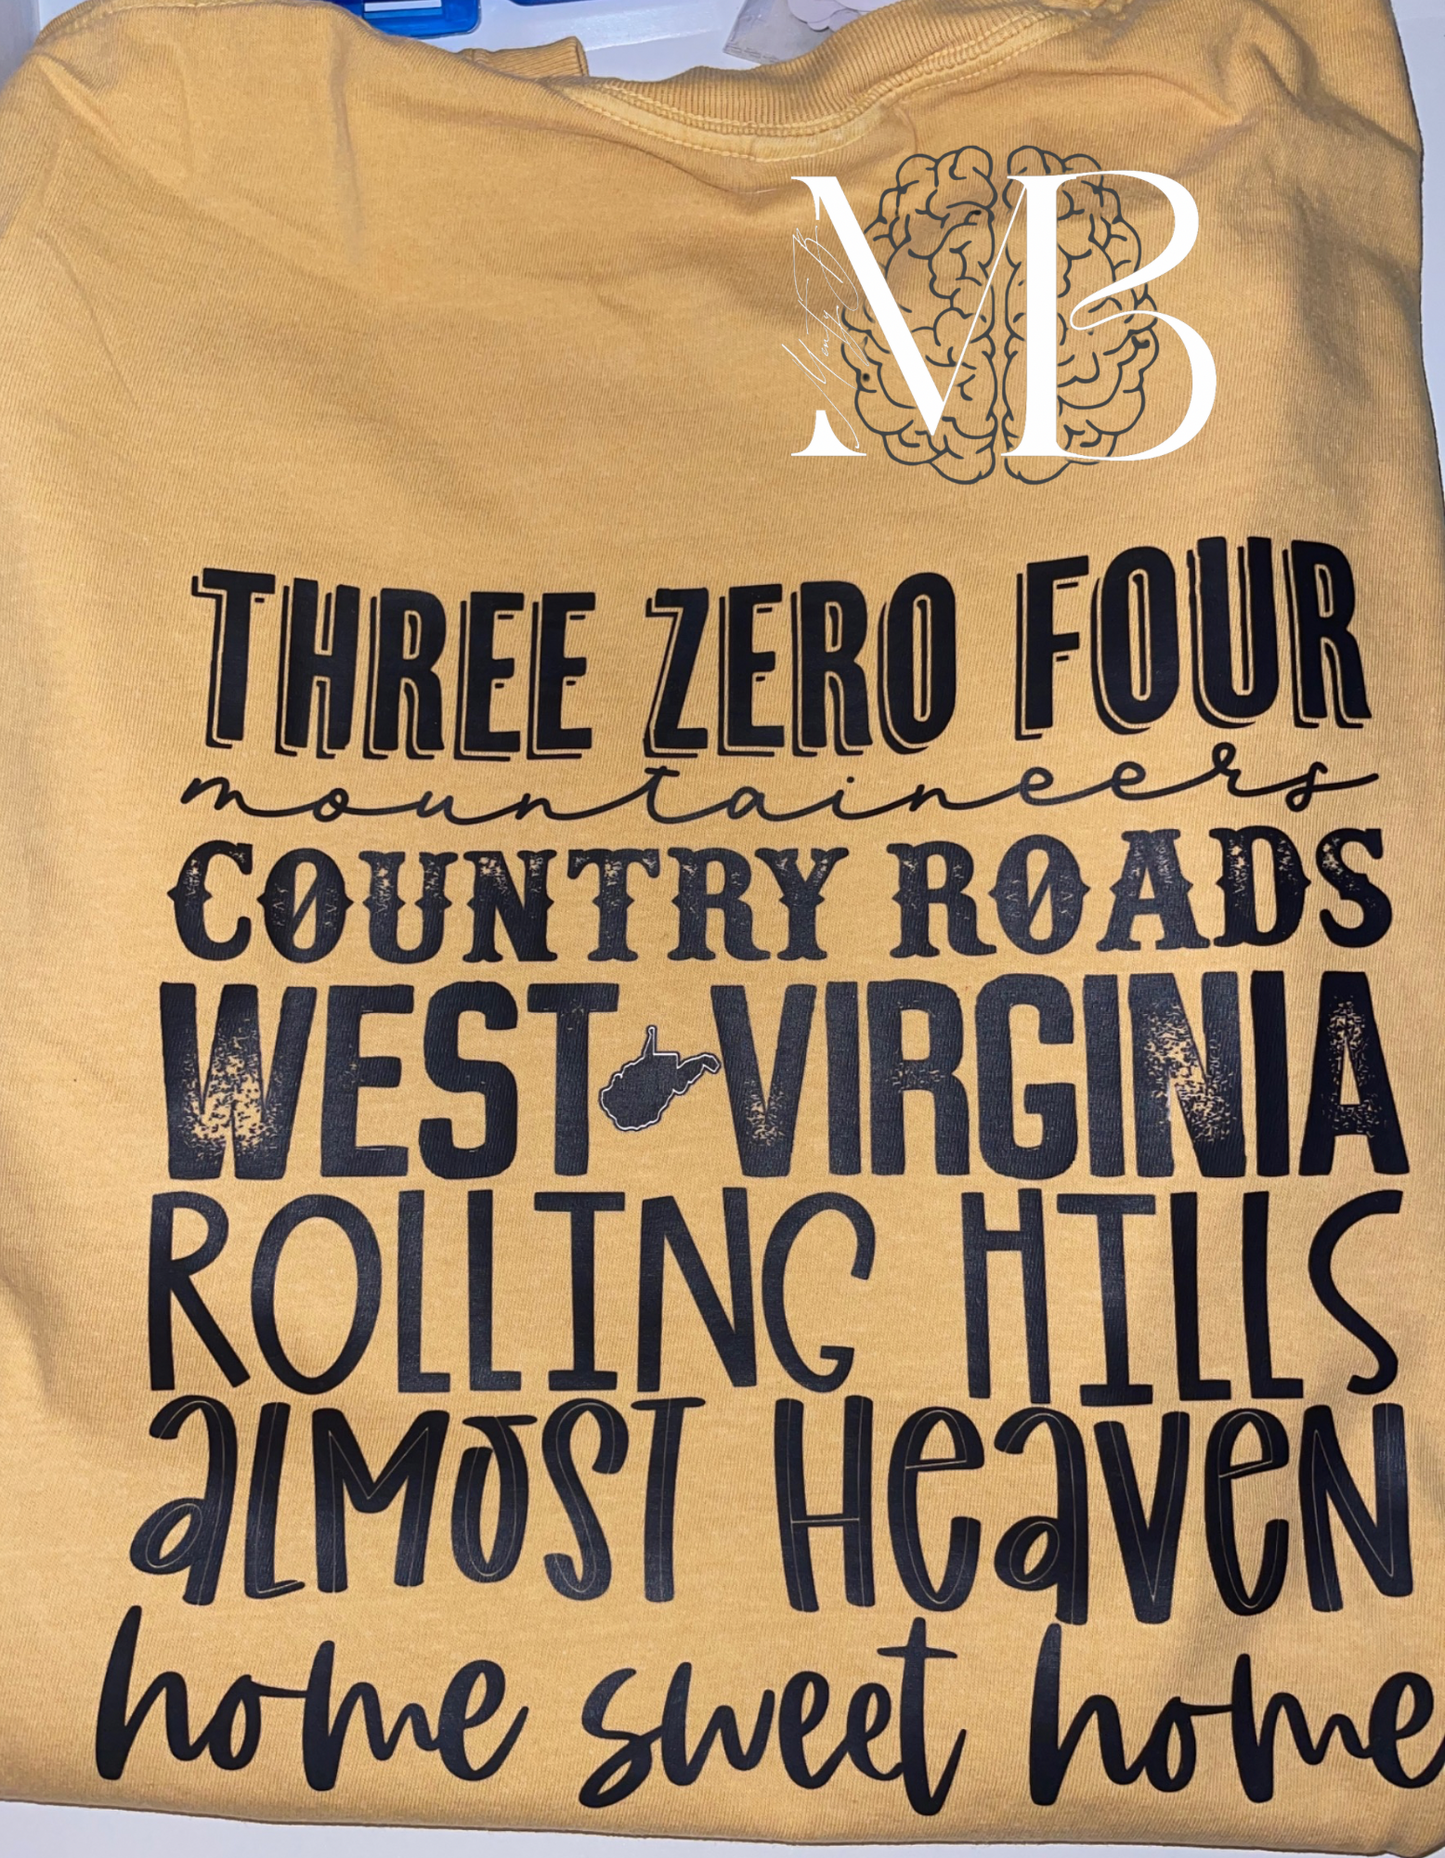 MB
THREE ZERO FOUR
mountaineers
COUNTRY ROADS
WEST VIRGINIA
ROLLING HILLS
aLMOST HeaVeN
home sweet home